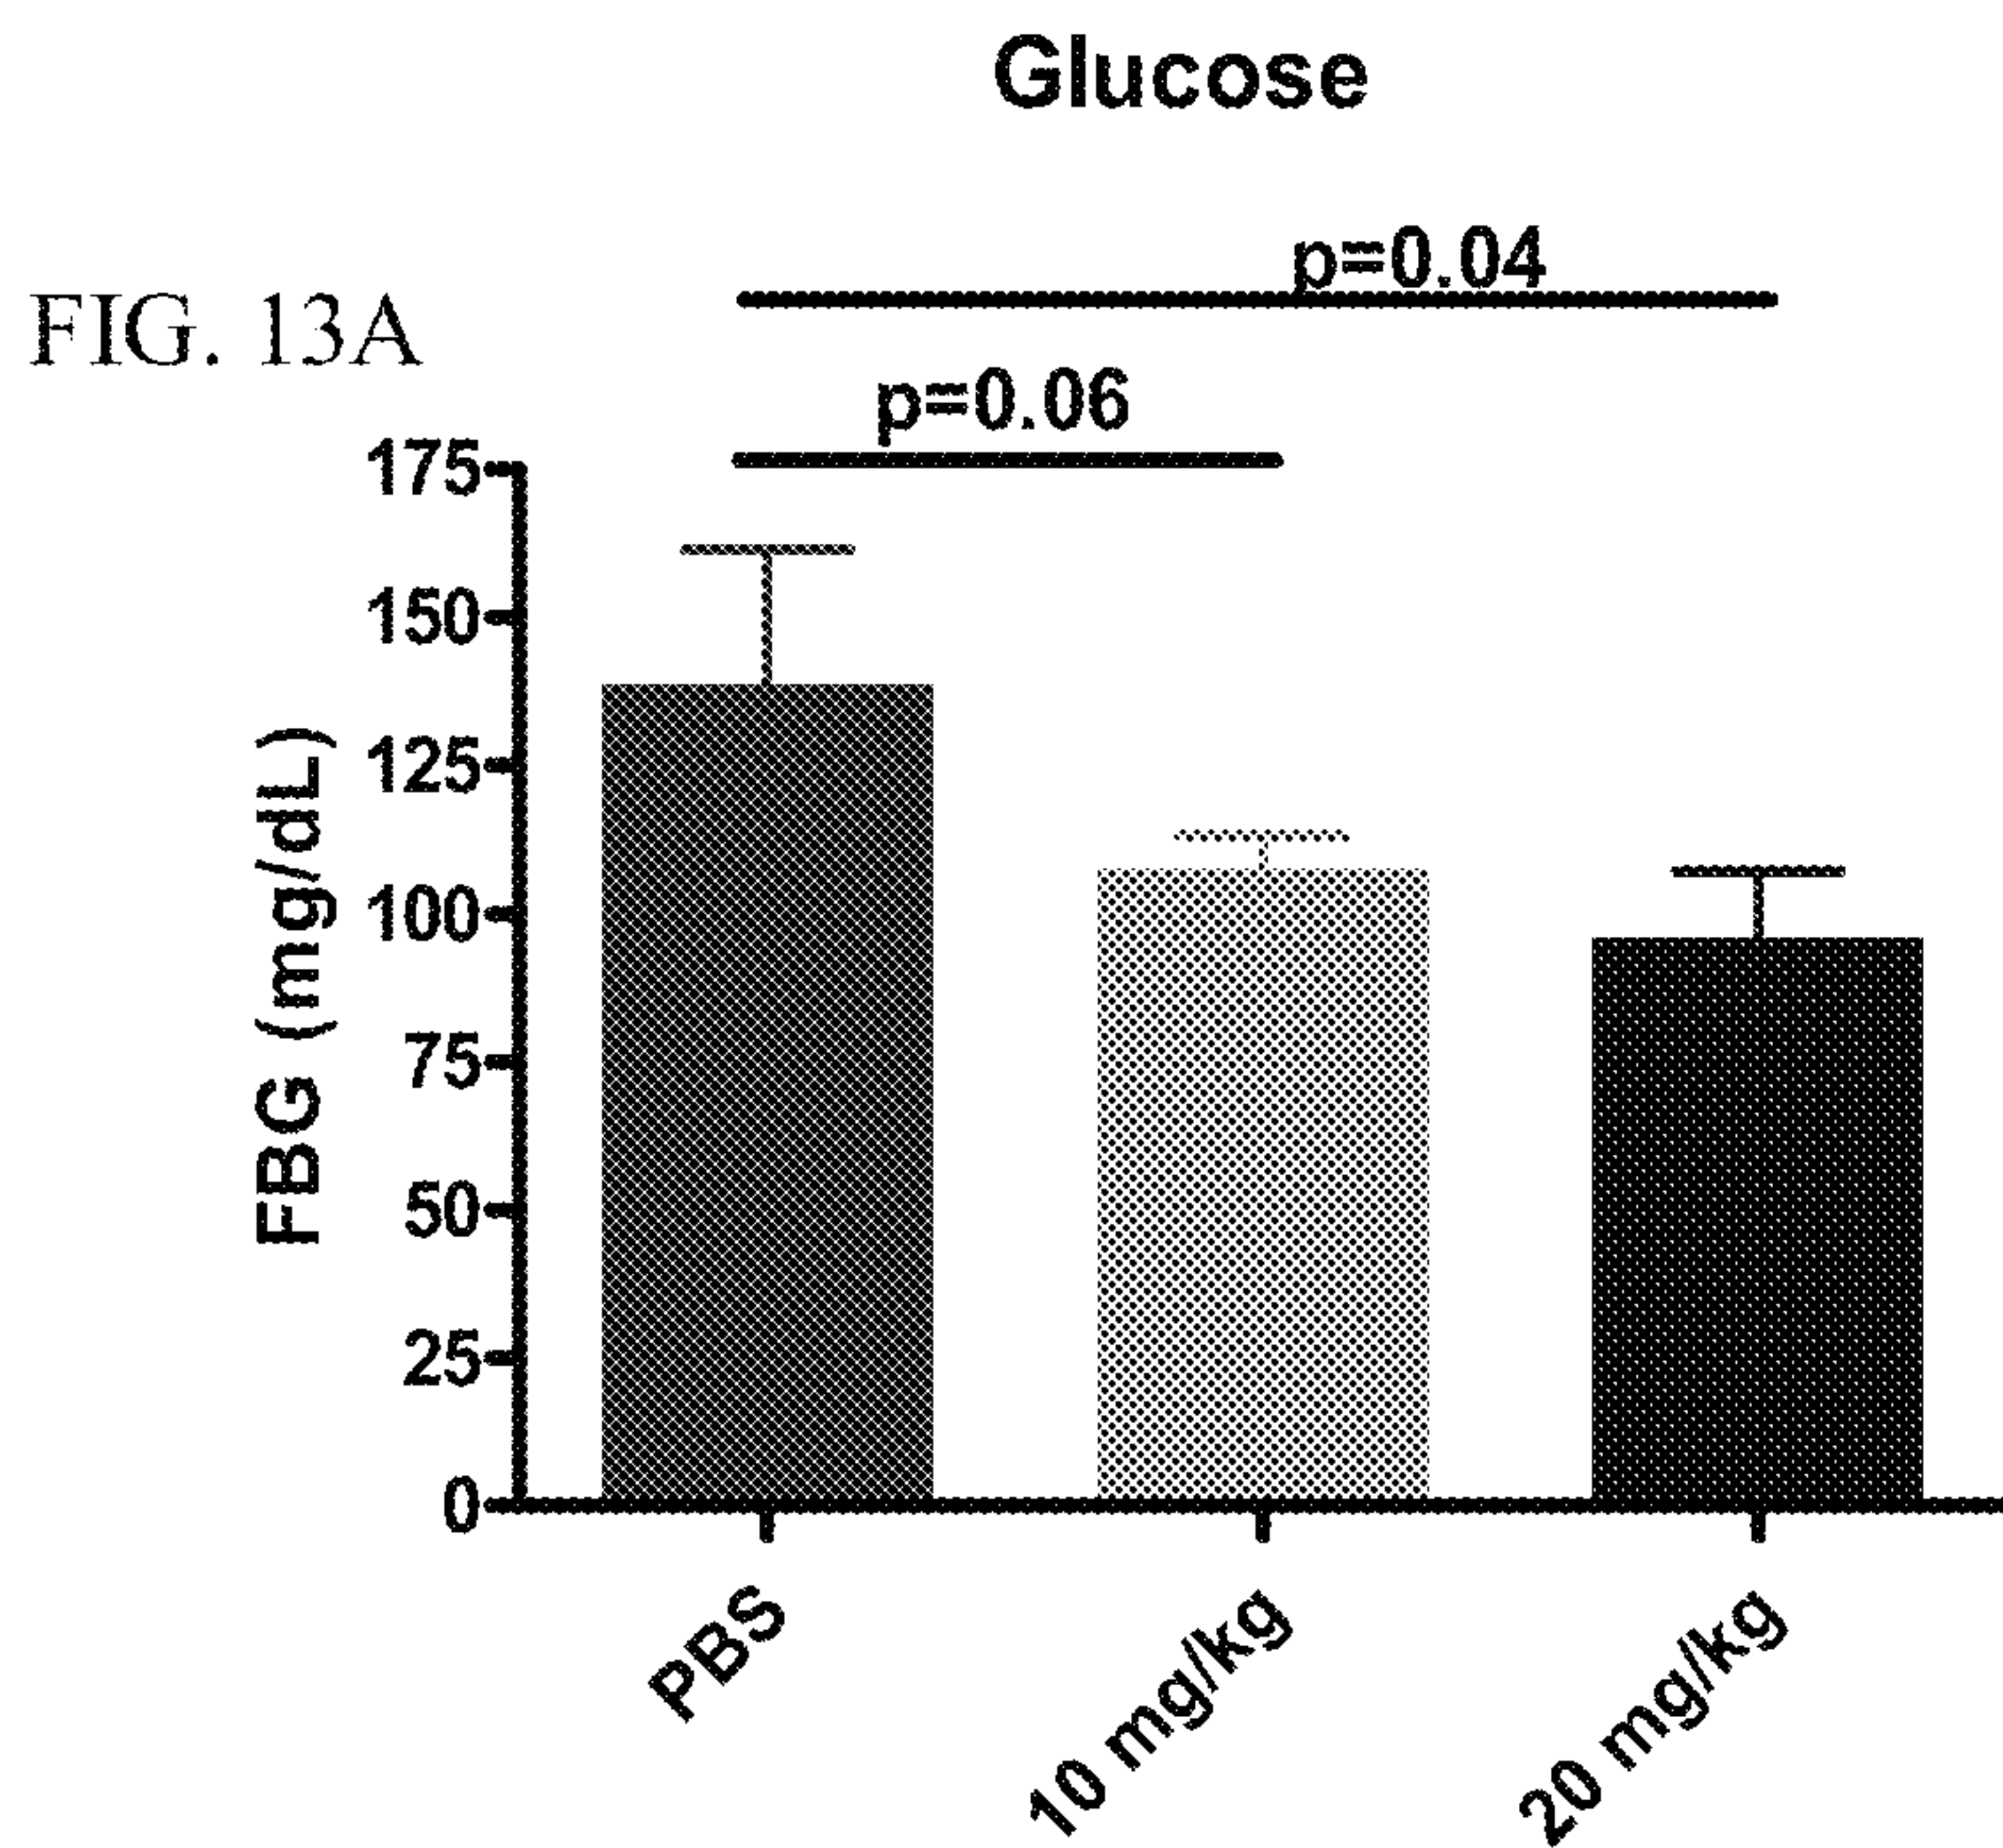 Glucose
FIG. 13A
p=0.04
p=0.06
FBG (mg/dL)
175
150
125
100
75
50
25
0
PBS
10 mg/kg
20 mg/kg